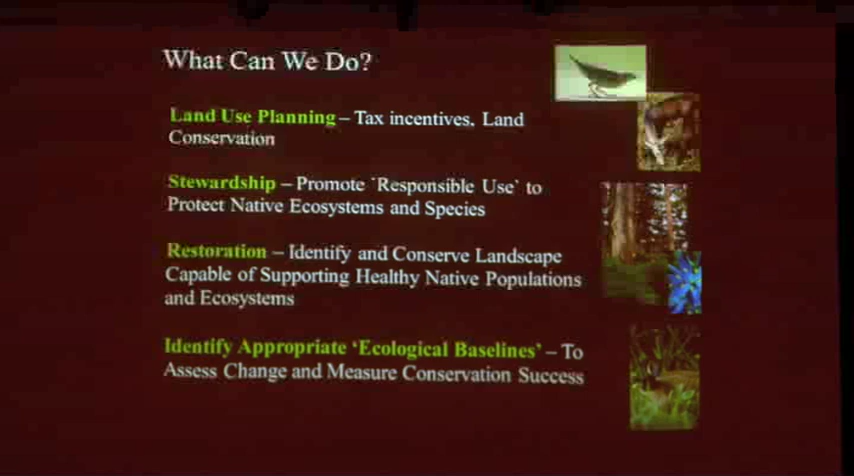 What Can We Do?
Land Use Planning – Tax incentives, Land
Conservation
Stewardship – Promote 'Responsible Use' to
Protect Native Ecosystems and Species
Restoration – Identify and Conserve Landscape
Capable of Supporting Healthy Native Populations
and Ecosystems
Identify Appropriate 'Ecological Baselines' – To
Assess Change and Measure Conservation Success